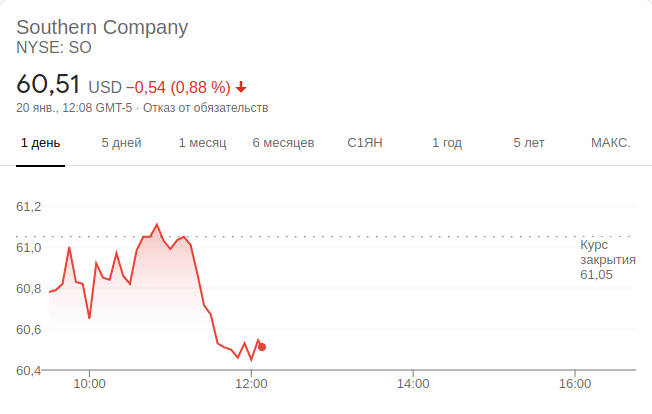 Southern Company
NYSE: SO
60,51 USD −0,54 (0,88 %)
20 янв., 12:08 GMT-5 · Отказ от обязательств
1 день 5 дней 1 месяц 6 месяцев С1ЯН 1 год 5 лет МАКС.
61,2
61,0
Курс
закрытия
61,05
60,8
60,6
60,4
10:00 12:00 14:00 16:00